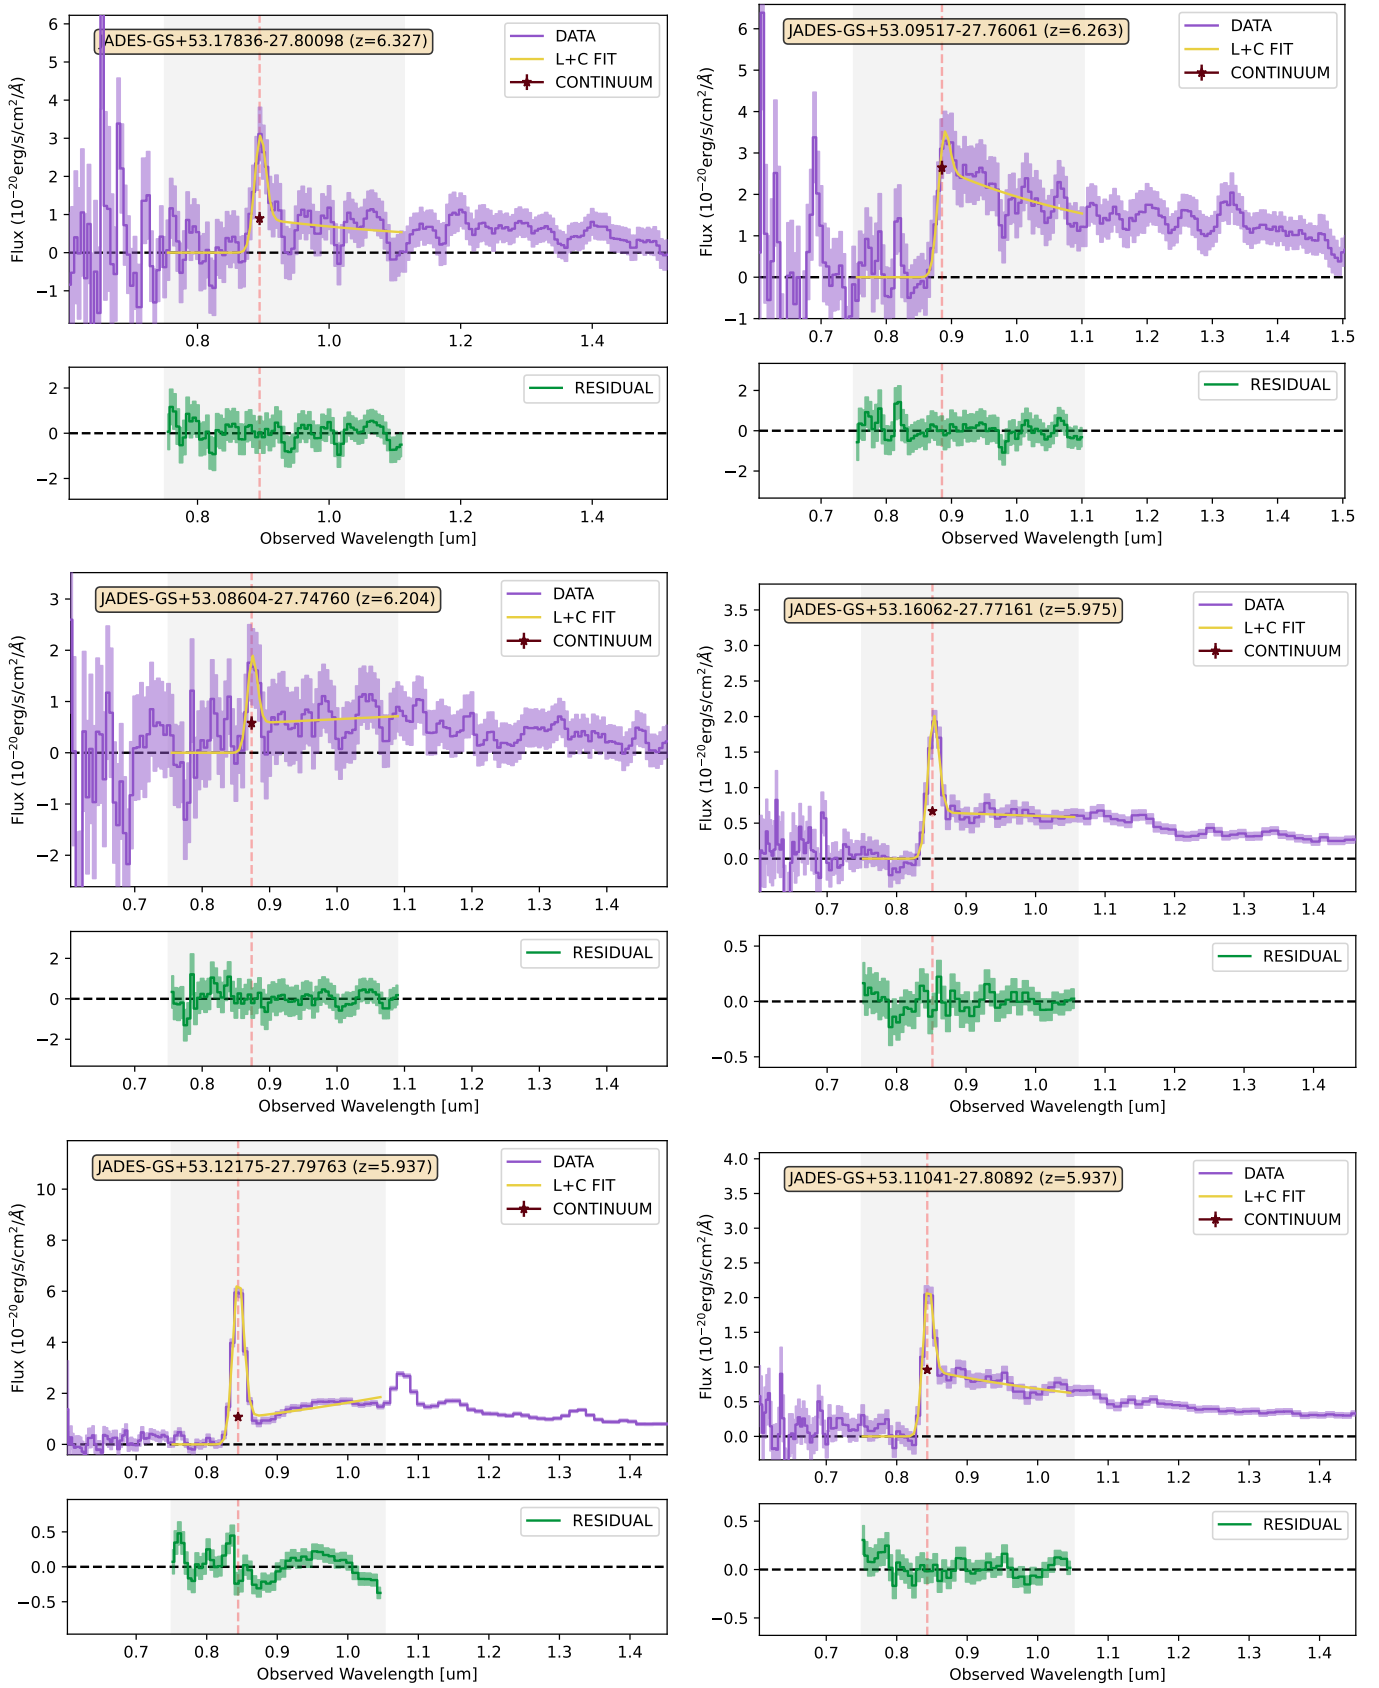 JADES-GS+53.17836-27.80098 (z=6.327)
DATA
L+C FIT
CONTINUUM
Flux (10⁻²⁰erg/s/cm²/Å)
6
5
4
3
2
1
0
−1
0.8 1.0 1.2 1.4
RESIDUAL
2
0
−2
0.8 1.0 1.2 1.4
Observed Wavelength [um]
JADES-GS+53.09517-27.76061 (z=6.263)
DATA
L+C FIT
CONTINUUM
Flux (10⁻²⁰erg/s/cm²/Å)
6
5
4
3
2
1
0
−1
0.7 0.8 0.9 1.0 1.1 1.2 1.3 1.4 1.5
RESIDUAL
2
0
−2
0.7 0.8 0.9 1.0 1.1 1.2 1.3 1.4 1.5
Observed Wavelength [um]
JADES-GS+53.08604-27.74760 (z=6.204)
DATA
L+C FIT
CONTINUUM
Flux (10⁻²⁰erg/s/cm²/Å)
3
2
1
0
−1
−2
0.7 0.8 0.9 1.0 1.1 1.2 1.3 1.4
RESIDUAL
2
0
−2
0.7 0.8 0.9 1.0 1.1 1.2 1.3 1.4
Observed Wavelength [um]
JADES-GS+53.16062-27.77161 (z=5.975)
DATA
L+C FIT
CONTINUUM
Flux (10⁻²⁰erg/s/cm²/Å)
3.5
3.0
2.5
2.0
1.5
1.0
0.5
0.0
0.7 0.8 0.9 1.0 1.1 1.2 1.3 1.4
RESIDUAL
0.5
0.0
−0.5
0.7 0.8 0.9 1.0 1.1 1.2 1.3 1.4
Observed Wavelength [um]
JADES-GS+53.12175-27.79763 (z=5.937)
DATA
L+C FIT
CONTINUUM
Flux (10⁻²⁰erg/s/cm²/Å)
10
8
6
4
2
0
0.7 0.8 0.9 1.0 1.1 1.2 1.3 1.4
RESIDUAL
0.5
0.0
−0.5
0.7 0.8 0.9 1.0 1.1 1.2 1.3 1.4
Observed Wavelength [um]
JADES-GS+53.11041-27.80892 (z=5.937)
DATA
L+C FIT
CONTINUUM
Flux (10⁻²⁰erg/s/cm²/Å)
4.0
3.5
3.0
2.5
2.0
1.5
1.0
0.5
0.0
0.7 0.8 0.9 1.0 1.1 1.2 1.3 1.4
RESIDUAL
0.5
0.0
−0.5
0.7 0.8 0.9 1.0 1.1 1.2 1.3 1.4
Observed Wavelength [um]